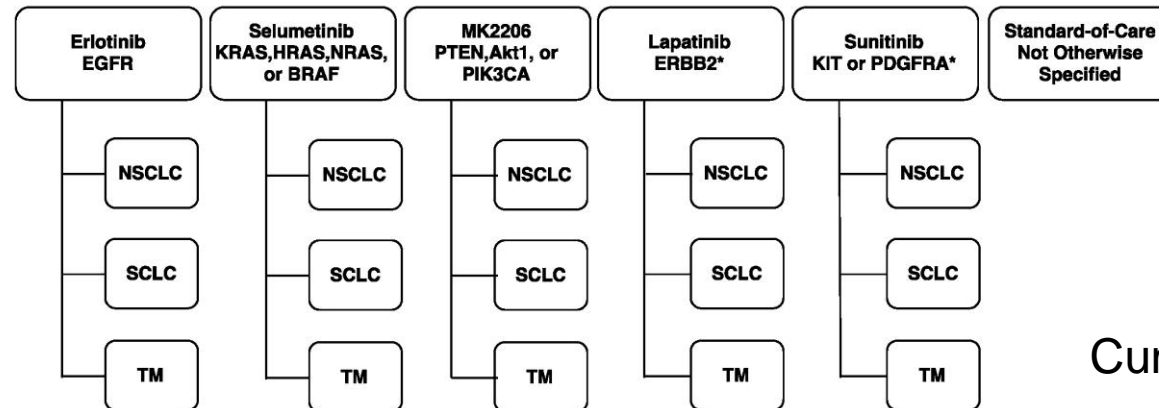 Erlotinib
EGFR
Selumetinib
KRAS,HRAS,NRAS,
or BRAF
MK2206
PTEN,Akt1, or
PIK3CA
Lapatinib
ERBB2*
Sunitinib
KIT or PDGFRA*
Standard-of-Care
Not Otherwise
Specified
NSCLC
NSCLC
NSCLC
NSCLC
NSCLC
SCLC
SCLC
SCLC
SCLC
SCLC
TM
TM
TM
TM
TM
Cur